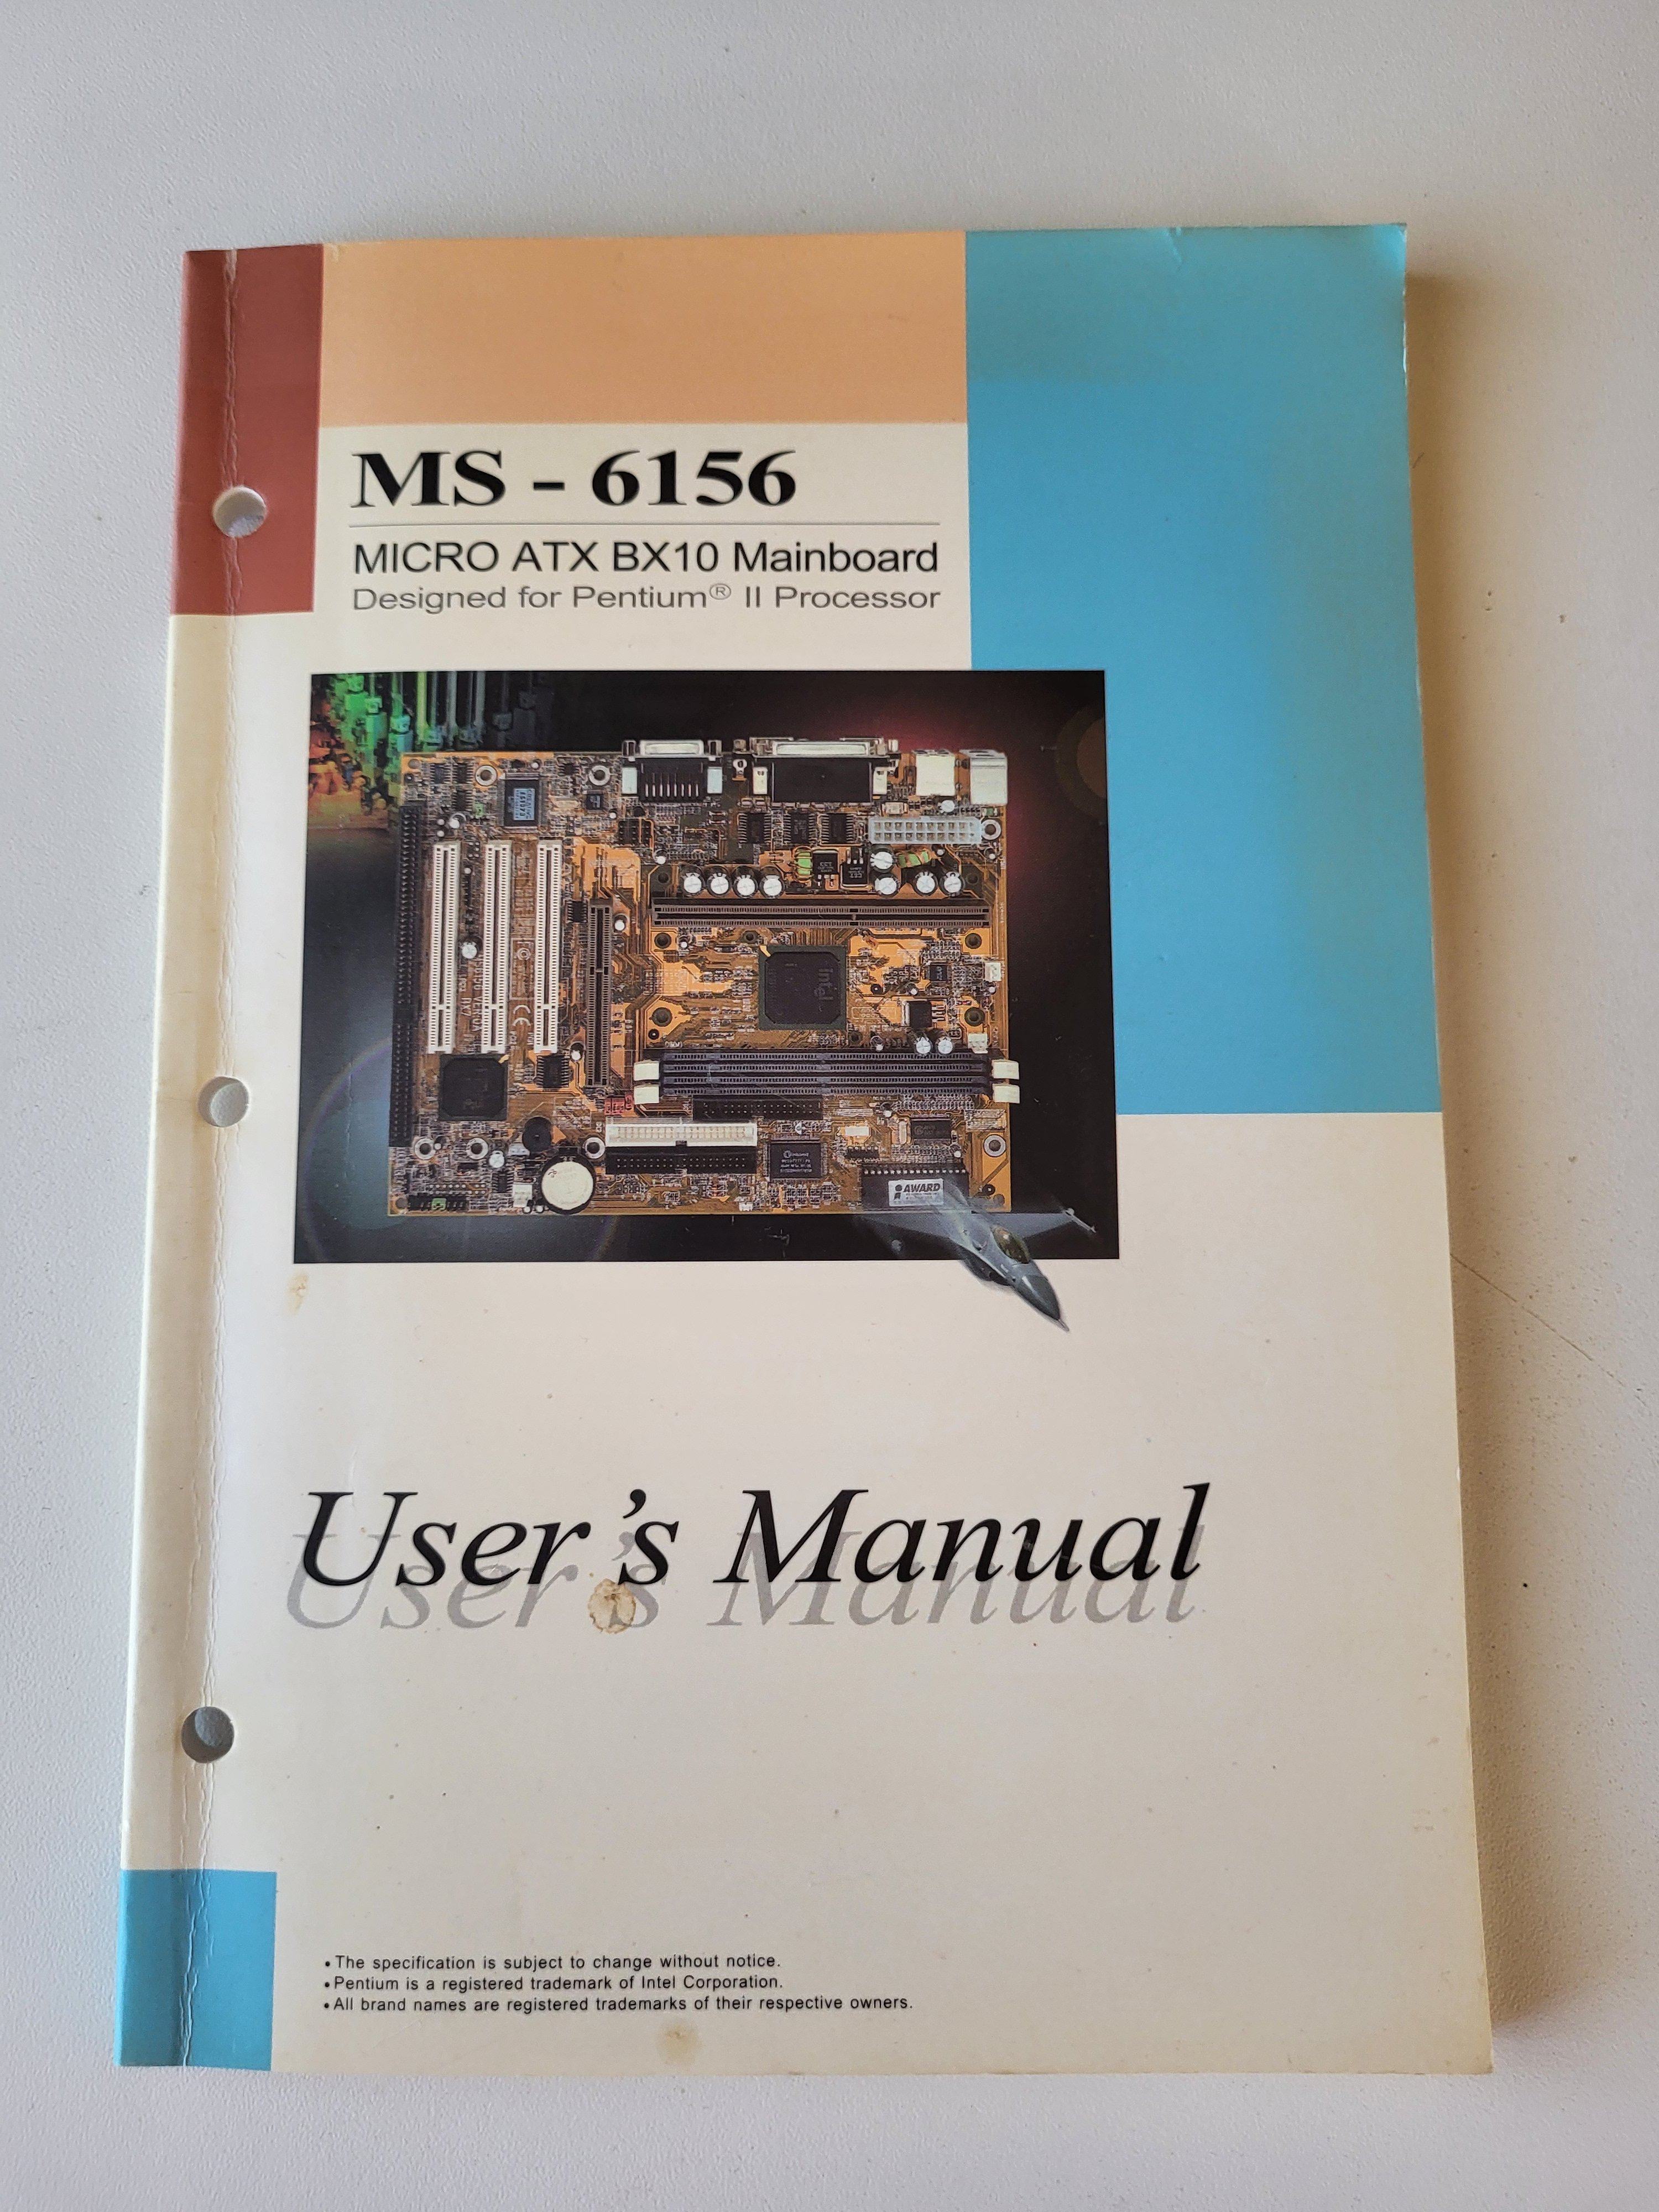 MS - 6156
MICRO ATX BX10 Mainboard
Designed for Pentium® II Processor
intel
AWARD
User's Manual
• The specification is subject to change without notice.
• Pentium is a registered trademark of Intel Corporation.
• All brand names are registered trademarks of their respective owners.